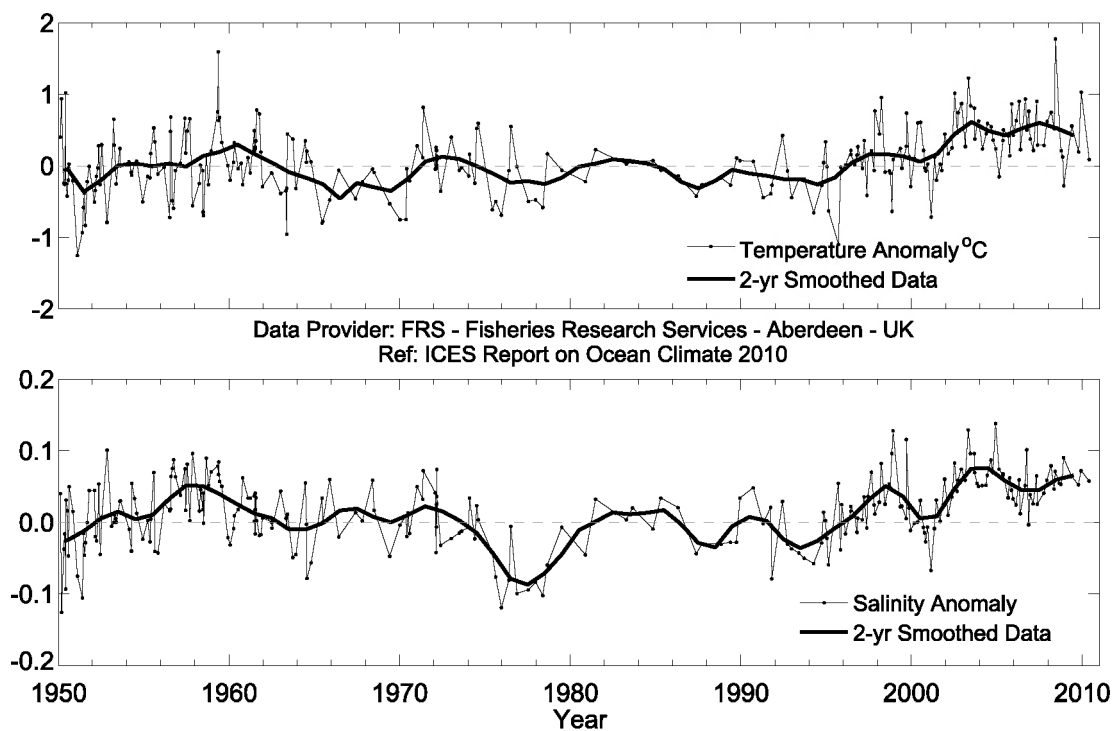 2
1
0
-1
-2
Temperature Anomaly °C
2-yr Smoothed Data
Data Provider: FRS - Fisheries Research Services - Aberdeen - UK
Ref: ICES Report on Ocean Climate 2010
0.2
0.1
0.0
-0.1
-0.2
Salinity Anomaly
2-yr Smoothed Data
1950 1960 1970 1980 1990 2000 2010
Year